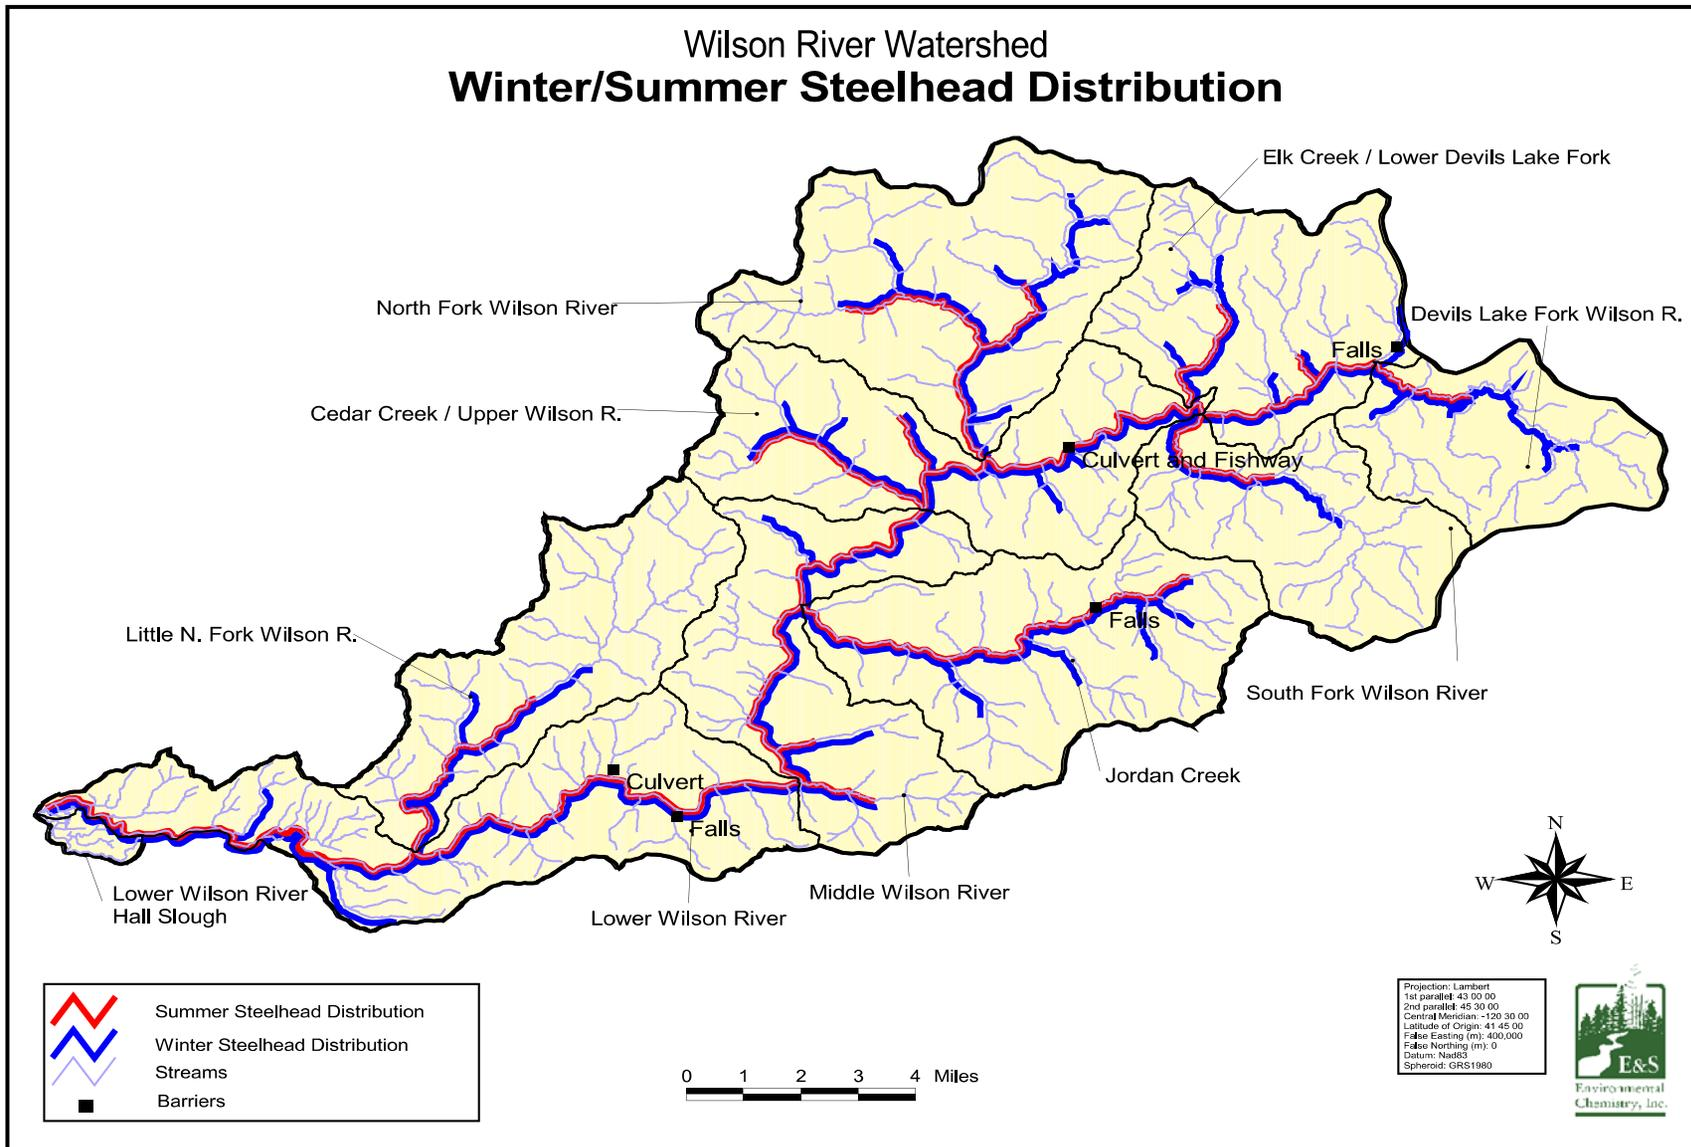 Wilson River Watershed
Winter/Summer Steelhead Distribution
Elk Creek / Lower Devils Lake Fork
North Fork Wilson River
Devils Lake Fork Wilson R.
Falls
Cedar Creek / Upper Wilson R.
Culvert and Fishway
Falls
Little N. Fork Wilson R.
South Fork Wilson River
Jordan Creek
Culvert
Falls
Lower Wilson River
Hall Slough
Middle Wilson River
Lower Wilson River
N
W
E
S
Summer Steelhead Distribution
Winter Steelhead Distribution
Streams
Barriers
0 1 2 3 4 Miles
Projection: Lambert
1st parallel: 43 00 00
2nd parallel: 45 30 00
Central Meridian: -120 30 00
Latitude of Origin: 41 45 00
False Easting (m): 400,000
False Northing (m): 0
Datum: Nad83
Spheroid: GRS1980
E&S
Environmental
Chemistry, Inc.